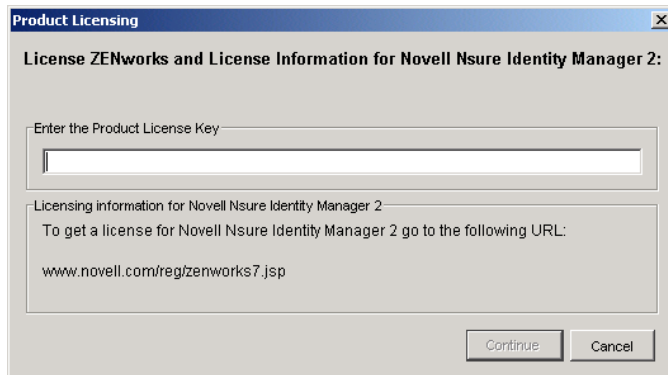 Product Licensing
License ZENworks and License Information for Novell Nsure Identity Manager 2:
Enter the Product License Key
Licensing information for Novell Nsure Identity Manager 2
To get a license for Novell Nsure Identity Manager 2 go to the following URL:
www.novell.com/reg/zenworks7.jsp
Continue
Cancel